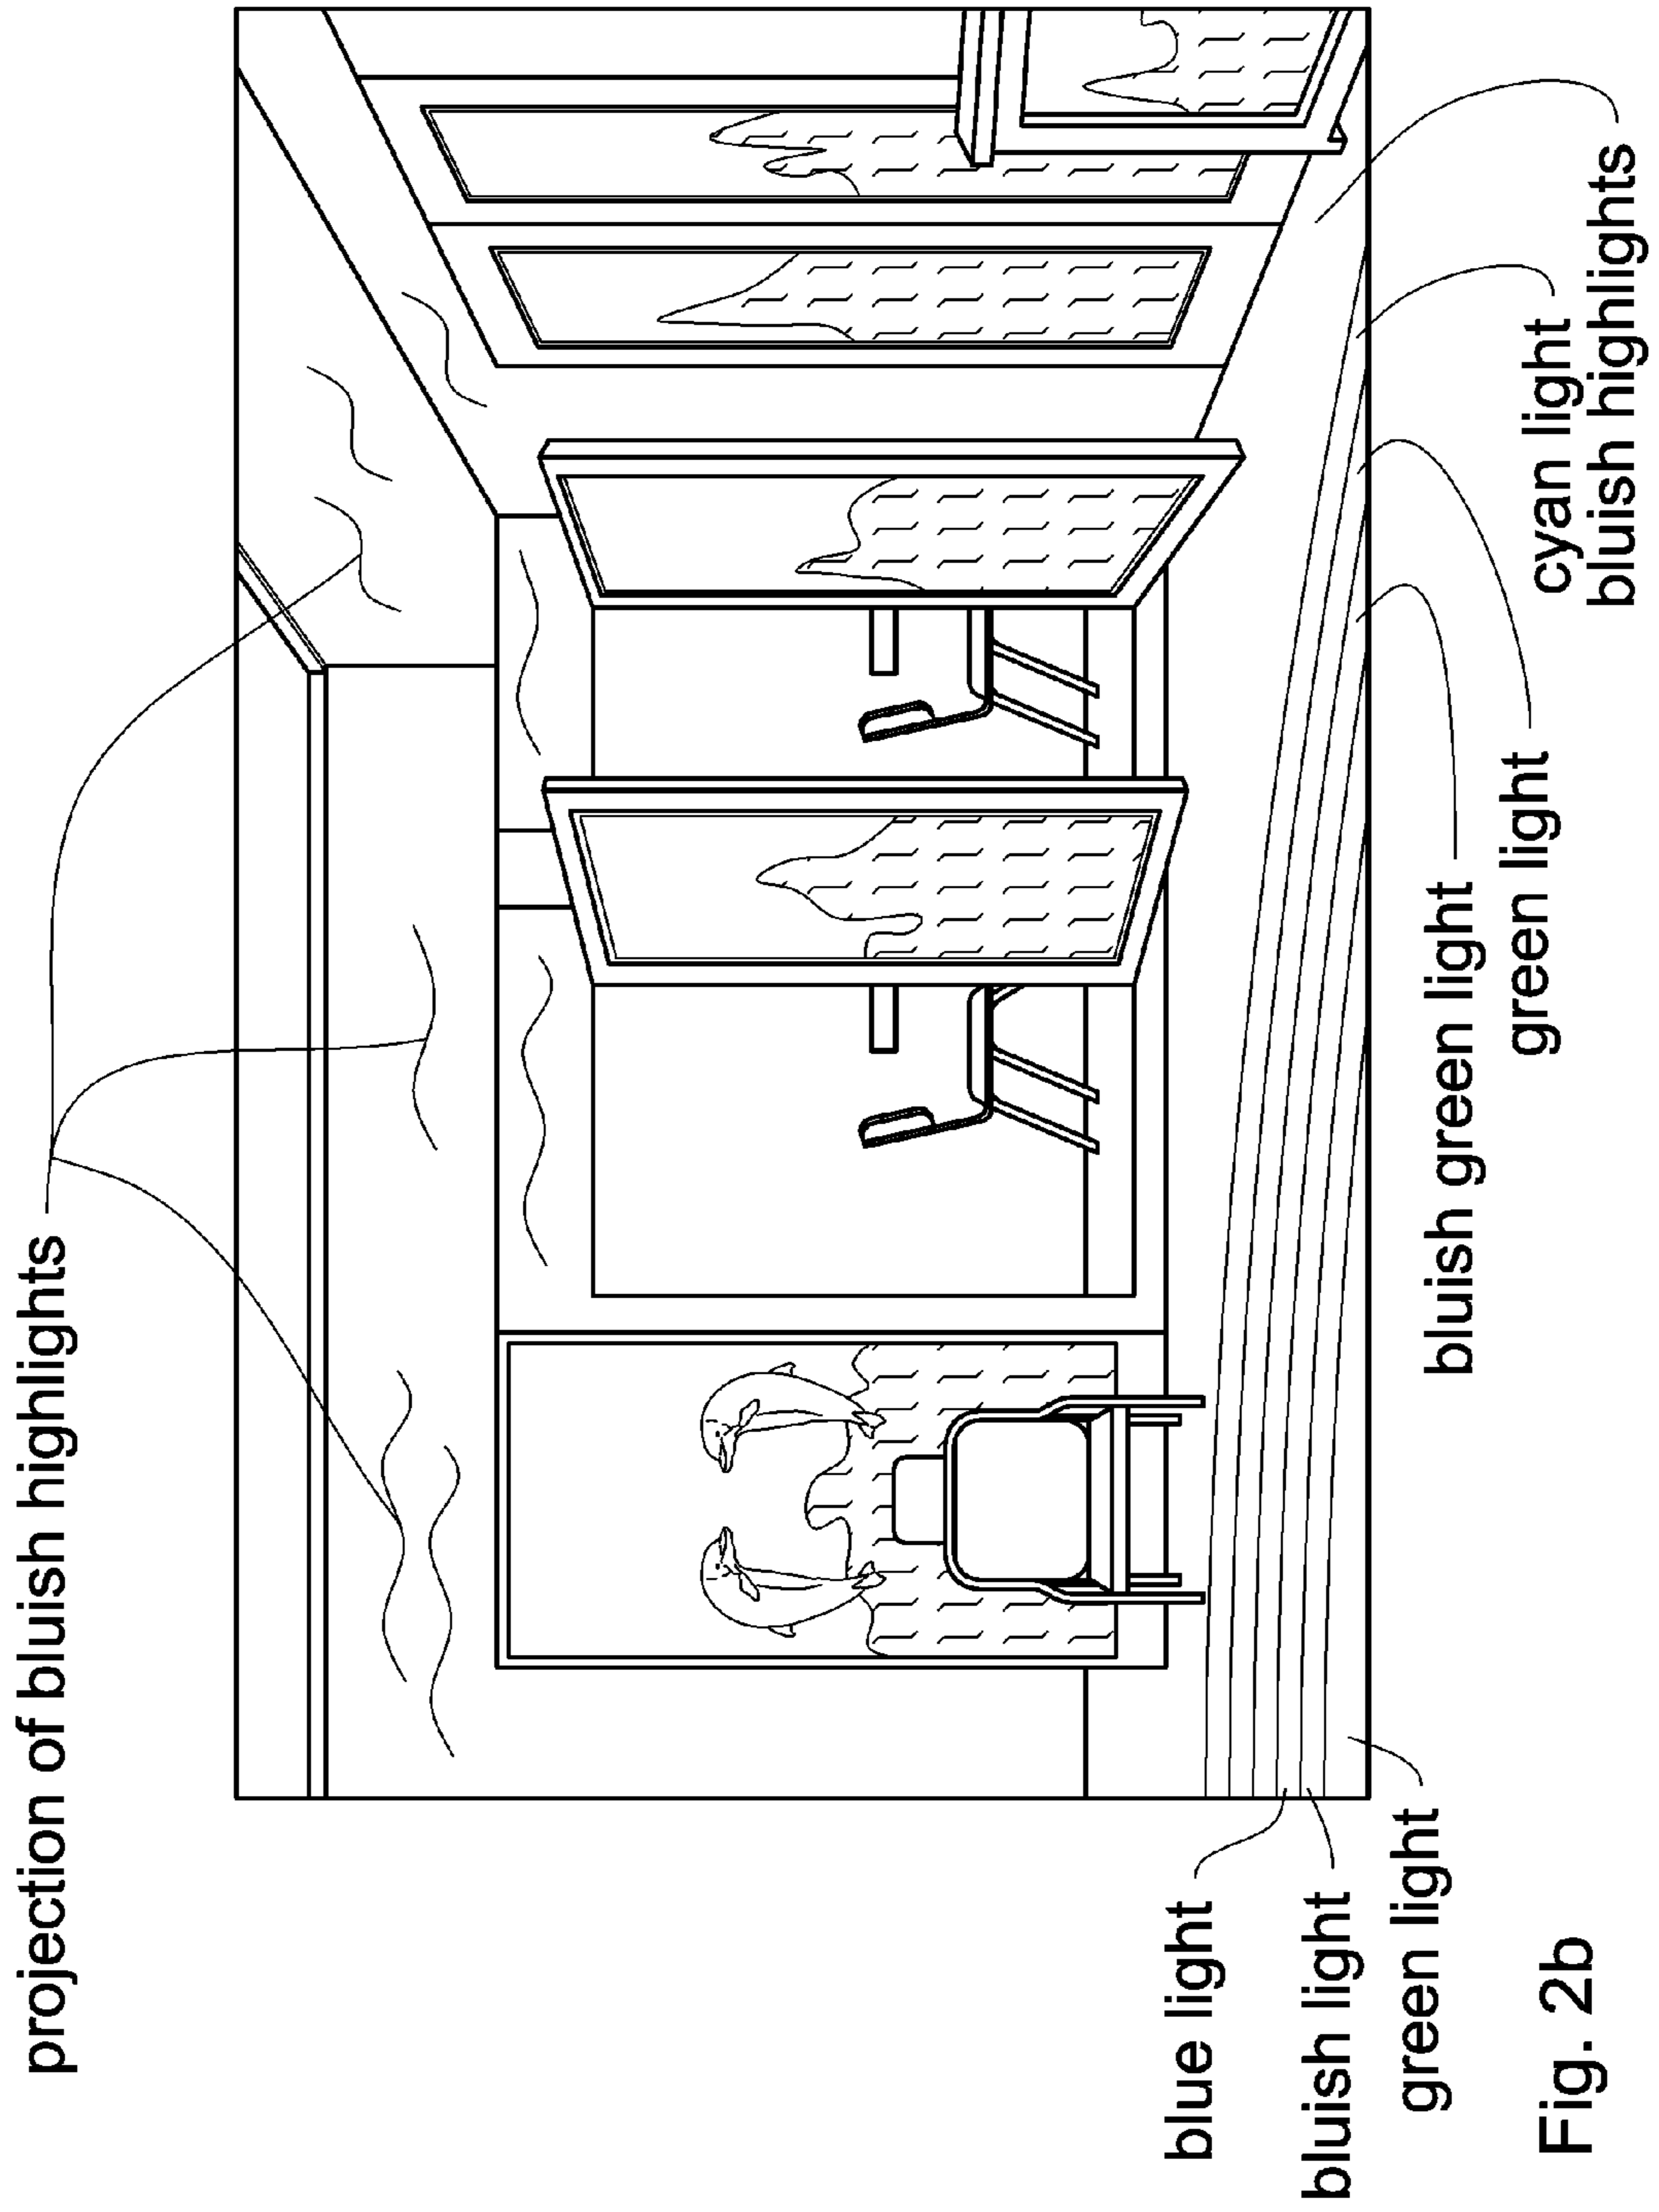 projection of bluish highlights
blue light
bluish light
green light
bluish green light
green light
cyan light
bluish highlights
Fig. 2b